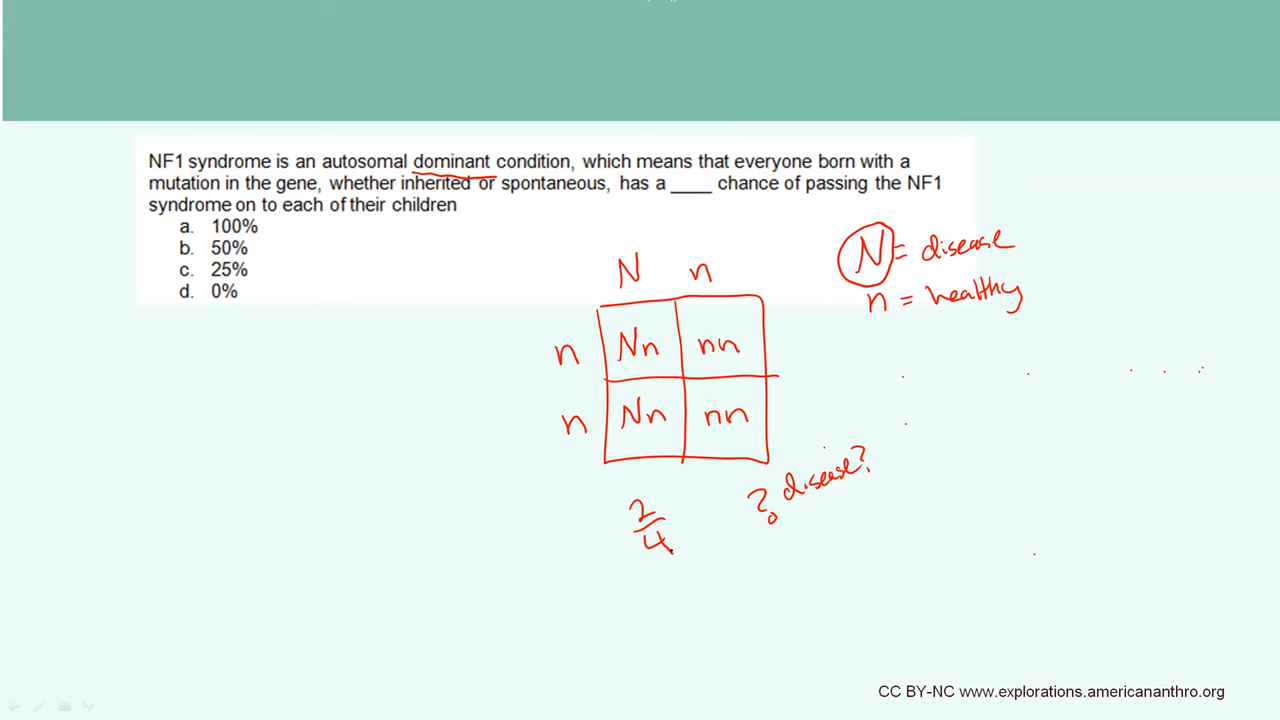 NF1 syndrome is an autosomal dominant condition, which means that everyone born with a
mutation in the gene, whether inherited or spontaneous, has a ____ chance of passing the NF1
syndrome on to each of their children
a. 100%
b. 50%
c. 25%
d. 0%
N = disease
n = healthy
N n
n Nn nn
n Nn nn
2/4
? disease?
CC BY-NC www.explorations.americananthro.org